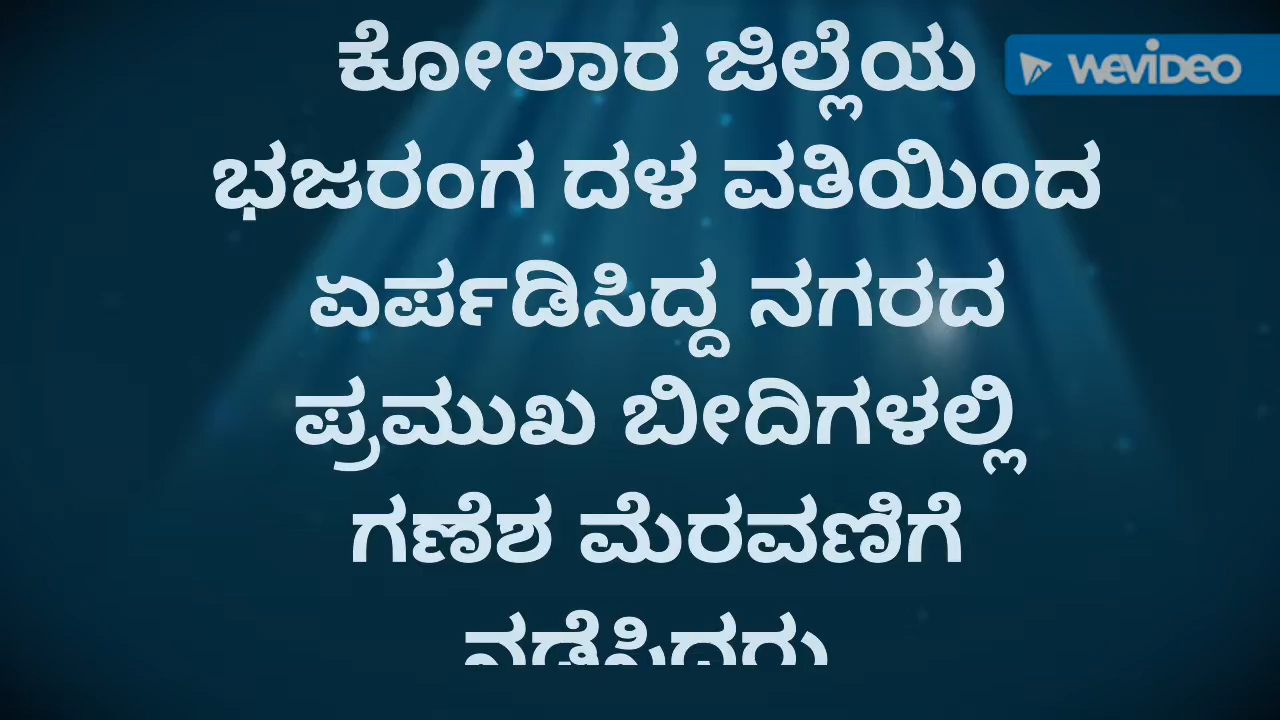 ಕೋಲಾರ ಜಿಲ್ಲೆಯ
WEVIDEO
ಭಜರಂಗ ದಳ ವತಿಯಿಂದ
ಏರ್ಪಡಿಸಿದ್ದ ನಗರದ
ಪ್ರಮುಖ ಬೀದಿಗಳಲ್ಲಿ
ಗಣೆಶ ಮೆರವಣಿಗೆ